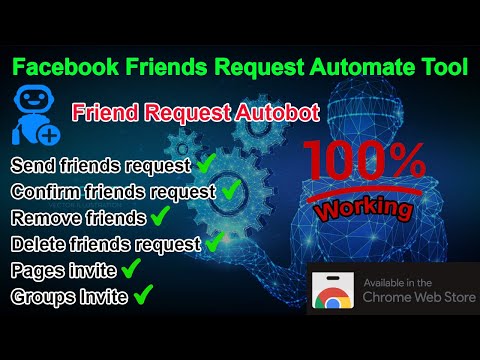 Facebook Friends Request Automate Tool
Friend Request Autobot
Send friends request
Confirm friends request
Remove friends
Delete friends request
Pages invite
Groups Invite
100%
Working
Available in the
Chrome Web Store